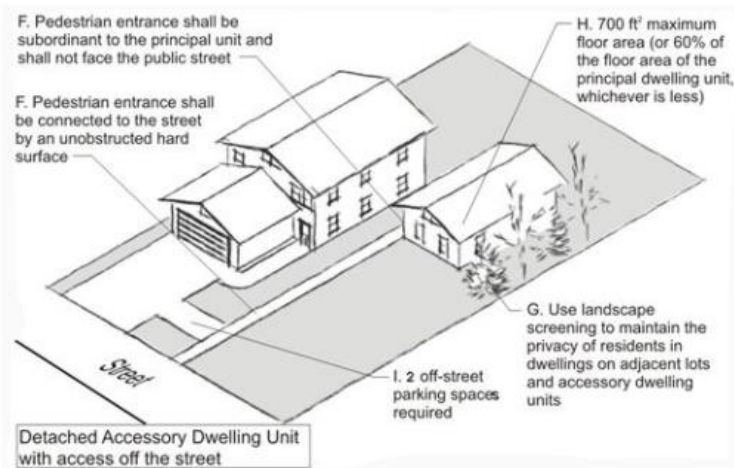 F. Pedestrian entrance shall be
subordinant to the principal unit and
shall not face the public street
F. Pedestrian entrance shall
be connected to the street
by an unobstructed hard
surface
H. 700 ft² maximum
floor area (or 60% of
the floor area of the
principal dwelling unit,
whichever is less)
G. Use landscape
screening to maintain the
privacy of residents in
dwellings on adjacent lots
and accessory dwelling
units
I. 2 off-street
parking spaces
required
Street
Detached Accessory Dwelling Unit
with access off the street